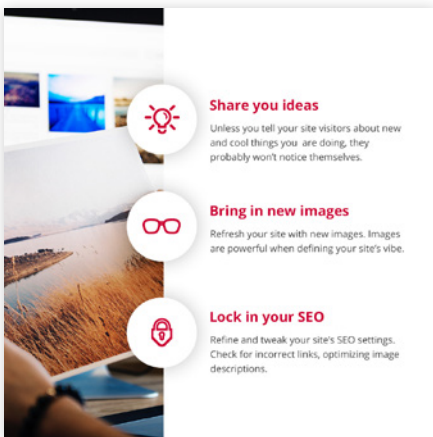 Share you ideas
Unless you tell your site visitors about new
and cool things you are doing, they
probably won't notice themselves.
Bring in new images
Refresh your site with new images. Images
are powerful when defining your site's vibe.
Lock in your SEO
Refine and tweak your site's SEO settings.
Check for incorrect links, optimizing image
descriptions.